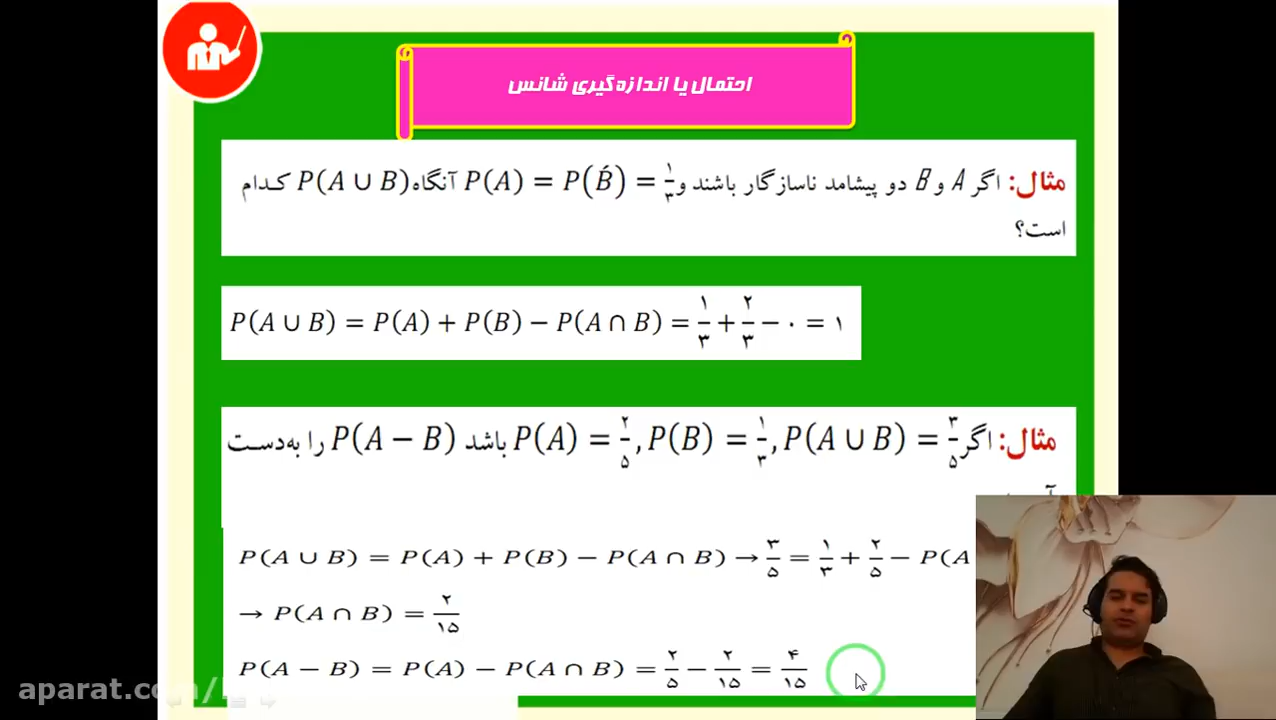 احتمال یا اندازه‌گیری شانس
مثال: اگر A و B دو پیشامد ناسازگار باشند و P(A) = P(B́) = ۱/۳ آنگاه P(A ∪ B) کدام
است؟
P(A ∪ B) = P(A) + P(B) − P(A ∩ B) = ۱/۳ + ۲/۳ − ۰ = ۱
مثال: اگر P(A) = ۲/۵ , P(B) = ۱/۳ , P(A ∪ B) = ۳/۵ باشد P(A − B) را به‌دست
P(A ∪ B) = P(A) + P(B) − P(A ∩ B) → ۳/۵ = ۱/۳ + ۲/۵ − P(A
→ P(A ∩ B) = ۲/۱۵
P(A − B) = P(A) − P(A ∩ B) = ۲/۵ − ۲/۱۵ = ۴/۱۵
aparat.com/